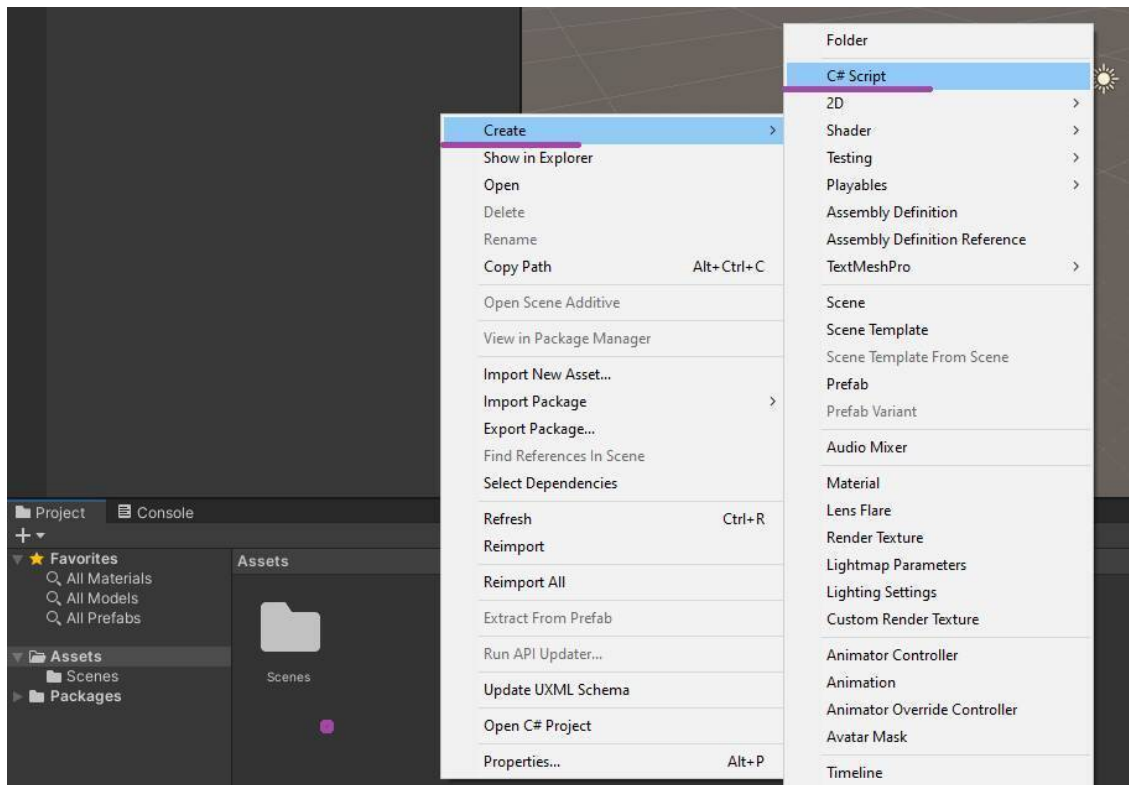 Folder
C# Script
2D
Shader
Testing
Playables
Assembly Definition
Assembly Definition Reference
TextMeshPro
Scene
Scene Template
Scene Template From Scene
Prefab
Prefab Variant
Audio Mixer
Material
Lens Flare
Render Texture
Lightmap Parameters
Lighting Settings
Custom Render Texture
Animator Controller
Animation
Animator Override Controller
Avatar Mask
Timeline
Create
Show in Explorer
Open
Delete
Rename
Copy Path Alt+Ctrl+C
Open Scene Additive
View in Package Manager
Import New Asset...
Import Package
Export Package...
Find References In Scene
Select Dependencies
Refresh Ctrl+R
Reimport
Reimport All
Extract From Prefab
Run API Updater...
Update UXML Schema
Open C# Project
Properties... Alt+P
Project Console
Favorites
All Materials
All Models
All Prefabs
Assets
Scenes
Packages
Assets
Scenes